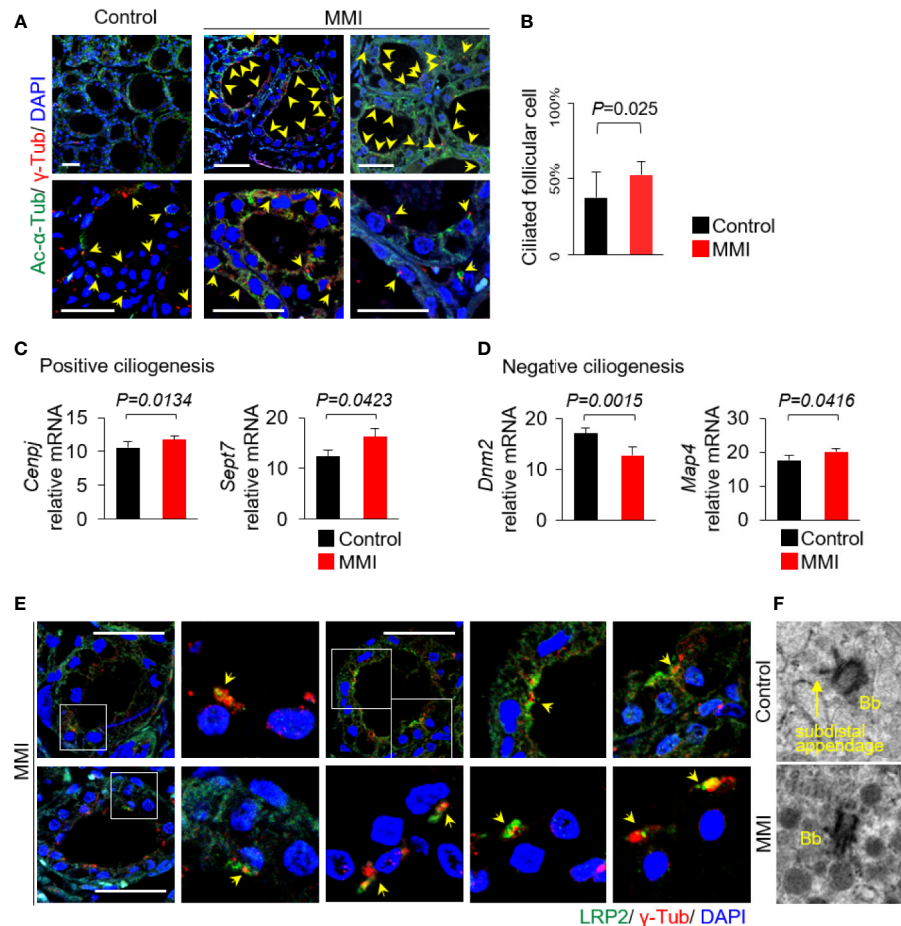 A
Control
MMI
Ac-α-Tub/ γ-Tub/ DAPI
B
Ciliated follicular cell
100%
50%
0
P=0.025
Control
MMI
C
Positive ciliogenesis
Cenpj
relative mRNA
15
10
5
0
P=0.0134
Sept7
relative mRNA
20
10
0
P=0.0423
Control
MMI
D
Negative ciliogenesis
Dnm2
relative mRNA
20
10
0
P=0.0015
Map4
relative mRNA
30
20
10
0
P=0.0416
Control
MMI
E
MMI
LRP2/ γ-Tub/ DAPI
F
Control
Bb
subdistal
appendage
MMI
Bb